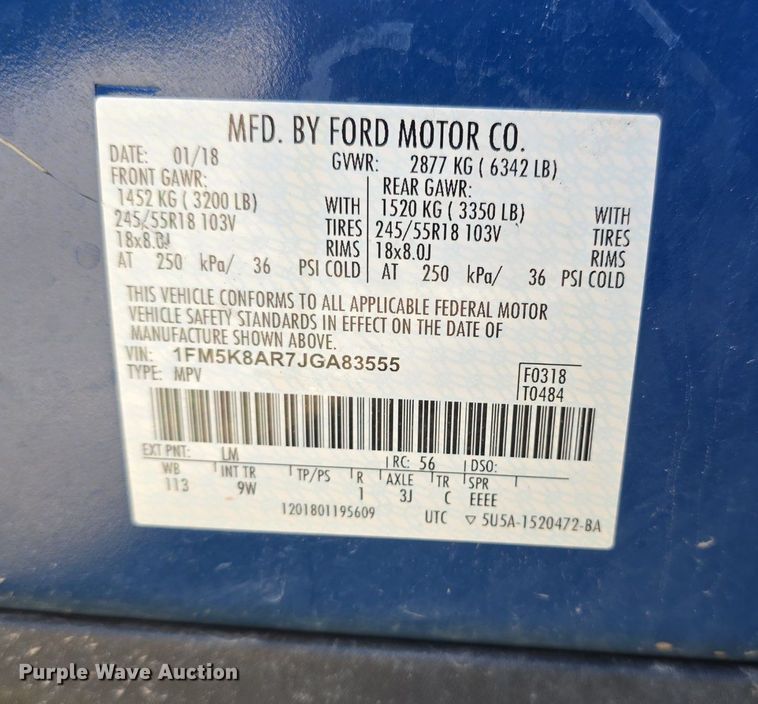 MFD. BY FORD MOTOR CO.
DATE: 01/18 GVWR: 2877 KG ( 6342 LB)
FRONT GAWR: REAR GAWR:
1452 KG ( 3200 LB) WITH 1520 KG ( 3350 LB) WITH
245/55R18 103V TIRES 245/55R18 103V TIRES
18x8.0J RIMS 18x8.0J RIMS
AT 250 kPa/ 36 PSI COLD AT 250 kPa/ 36 PSI COLD
THIS VEHICLE CONFORMS TO ALL APPLICABLE FEDERAL MOTOR
VEHICLE SAFETY STANDARDS IN EFFECT ON THE DATE OF
MANUFACTURE SHOWN ABOVE.
VIN: 1FM5K8AR7JGA83555
TYPE: MPV F0318
T0484
EXT PNT: LM RC: 56 DSO:
WB INT TR TP/PS R AXLE TR SPR
113 9W 1 3J C EEEE
1201801195609 UTC ▽ 5U5A-1520472-BA
Purple Wave Auction